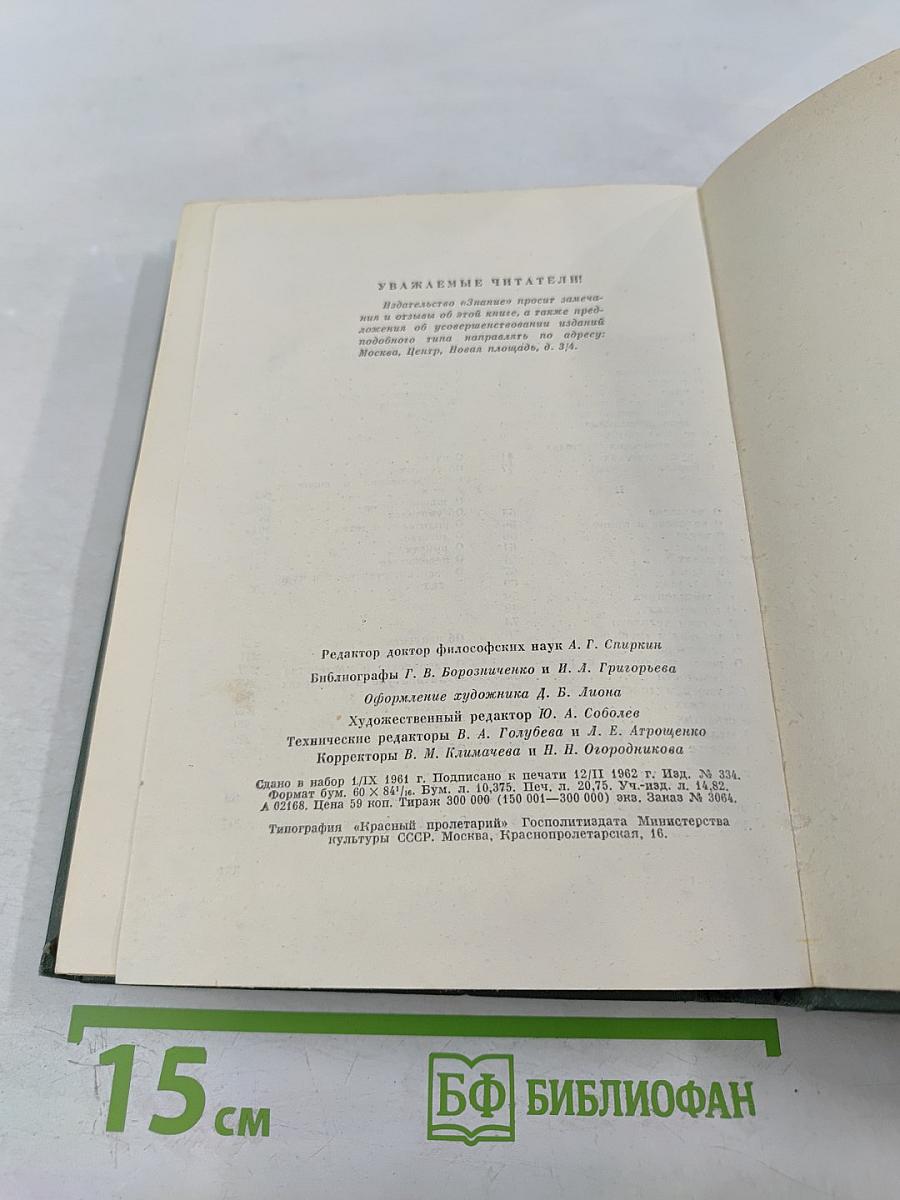 УВАЖАЕМЫЕ ЧИТАТЕЛИ!
Издательство «Знание» просит замеча-
ния и отзывы об этой книге, а также пред-
ложения об усовершенствовании изданий
подобного типа направлять по адресу:
Москва, Центр, Новая площадь, д. 3/4.
Редактор доктор философских наук А. Г. Спиркин
Библиографы Г. В. Борозниченко и И. Л. Григорьева
Оформление художника Д. Б. Лиона
Художественный редактор Ю. А. Соболев
Технические редакторы В. А. Голубева и Л. Е. Атрощенко
Корректоры В. М. Климачева и Н. Н. Огородникова
Сдано в набор 1/IX 1961 г. Подписано к печати 12/II 1962 г. Изд. № 334.
Формат бум. 60 × 84¹/₁₆. Бум. л. 10,375. Печ. л. 20,75. Уч.-изд. л. 14,82.
А 02168. Цена 59 коп. Тираж 300 000 (150 001—300 000) экз. Заказ № 3064.
Типография «Красный пролетарий» Госполитиздата Министерства
культуры СССР. Москва, Краснопролетарская, 16.
15 см
БФ БИБЛИОФАН